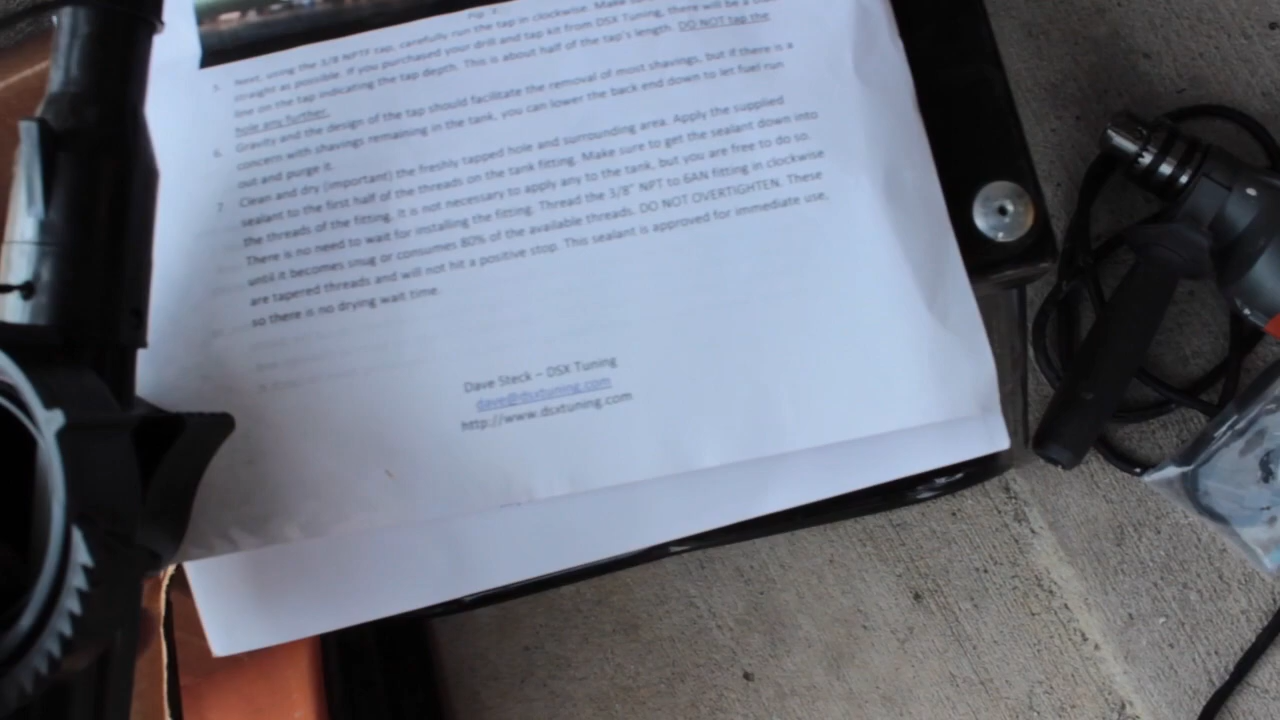 Fig.
5. Next, using the 3/8 NPTF tap, carefully run the tap in clockwise. Make sure
straight as possible. If you purchased your drill and tap kit from DSX Tuning, there will be a
line on the tap indicating the tap depth. This is about half of the tap's length. DO NOT tap the
hole any further.
6. Gravity and the design of the tap should facilitate the removal of most shavings, but if there is a
concern with shavings remaining in the tank, you can lower the back end down to let fuel run
out and purge it.
7 Clean and dry (important) the freshly tapped hole and surrounding area. Apply the supplied
sealant to the first half of the threads on the tank fitting. Make sure to get the sealant down into
the threads of the fitting. It is not necessary to apply any to the tank, but you are free to do so.
There is no need to wait for installing the fitting. Thread the 3/8" NPT to 6AN fitting in clockwise
until it becomes snug or consumes 80% of the available threads. DO NOT OVERTIGHTEN. These
are tapered threads and will not hit a positive stop. This sealant is approved for immediate use,
so there is no drying wait time.
Dave Steck – DSX Tuning
dave@dsxtuning.com
http://www.dsxtuning.com